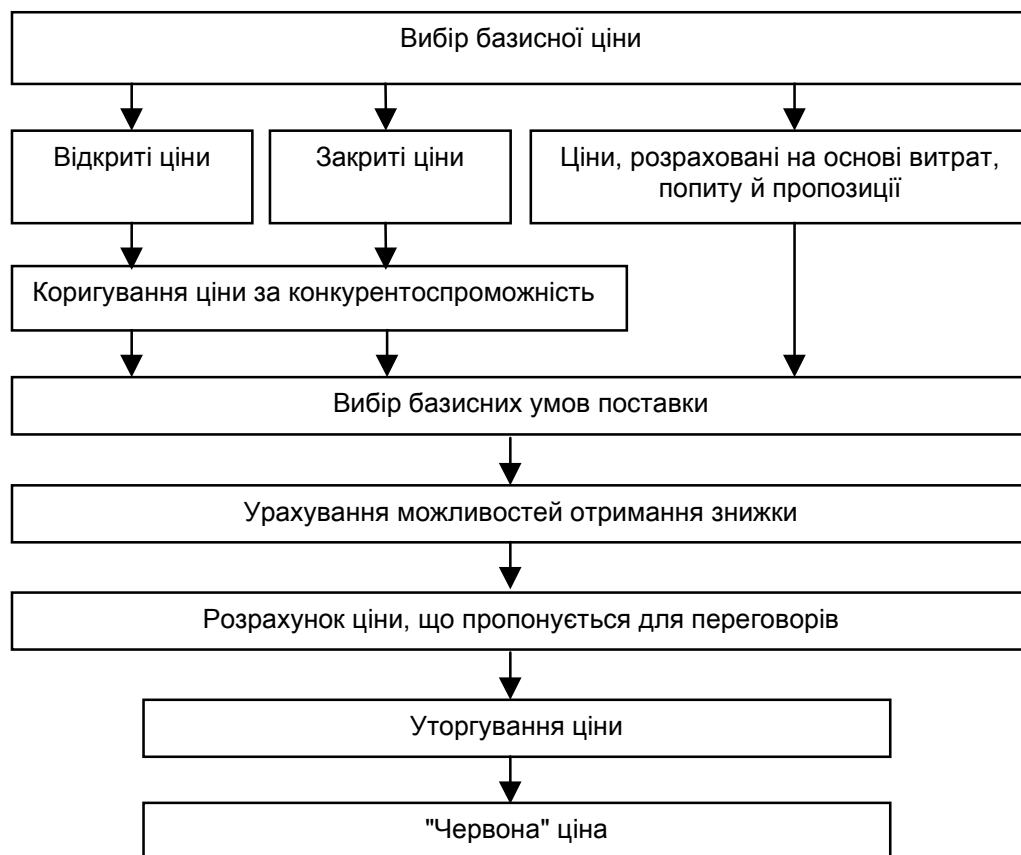 Вибір базисної ціни
Відкриті ціни
Закриті ціни
Ціни, розраховані на основі витрат,
попиту й пропозиції
Коригування ціни за конкурентоспроможність
Вибір базисних умов поставки
Урахування можливостей отримання знижки
Розрахунок ціни, що пропонується для переговорів
Уторгування ціни
"Червона" ціна